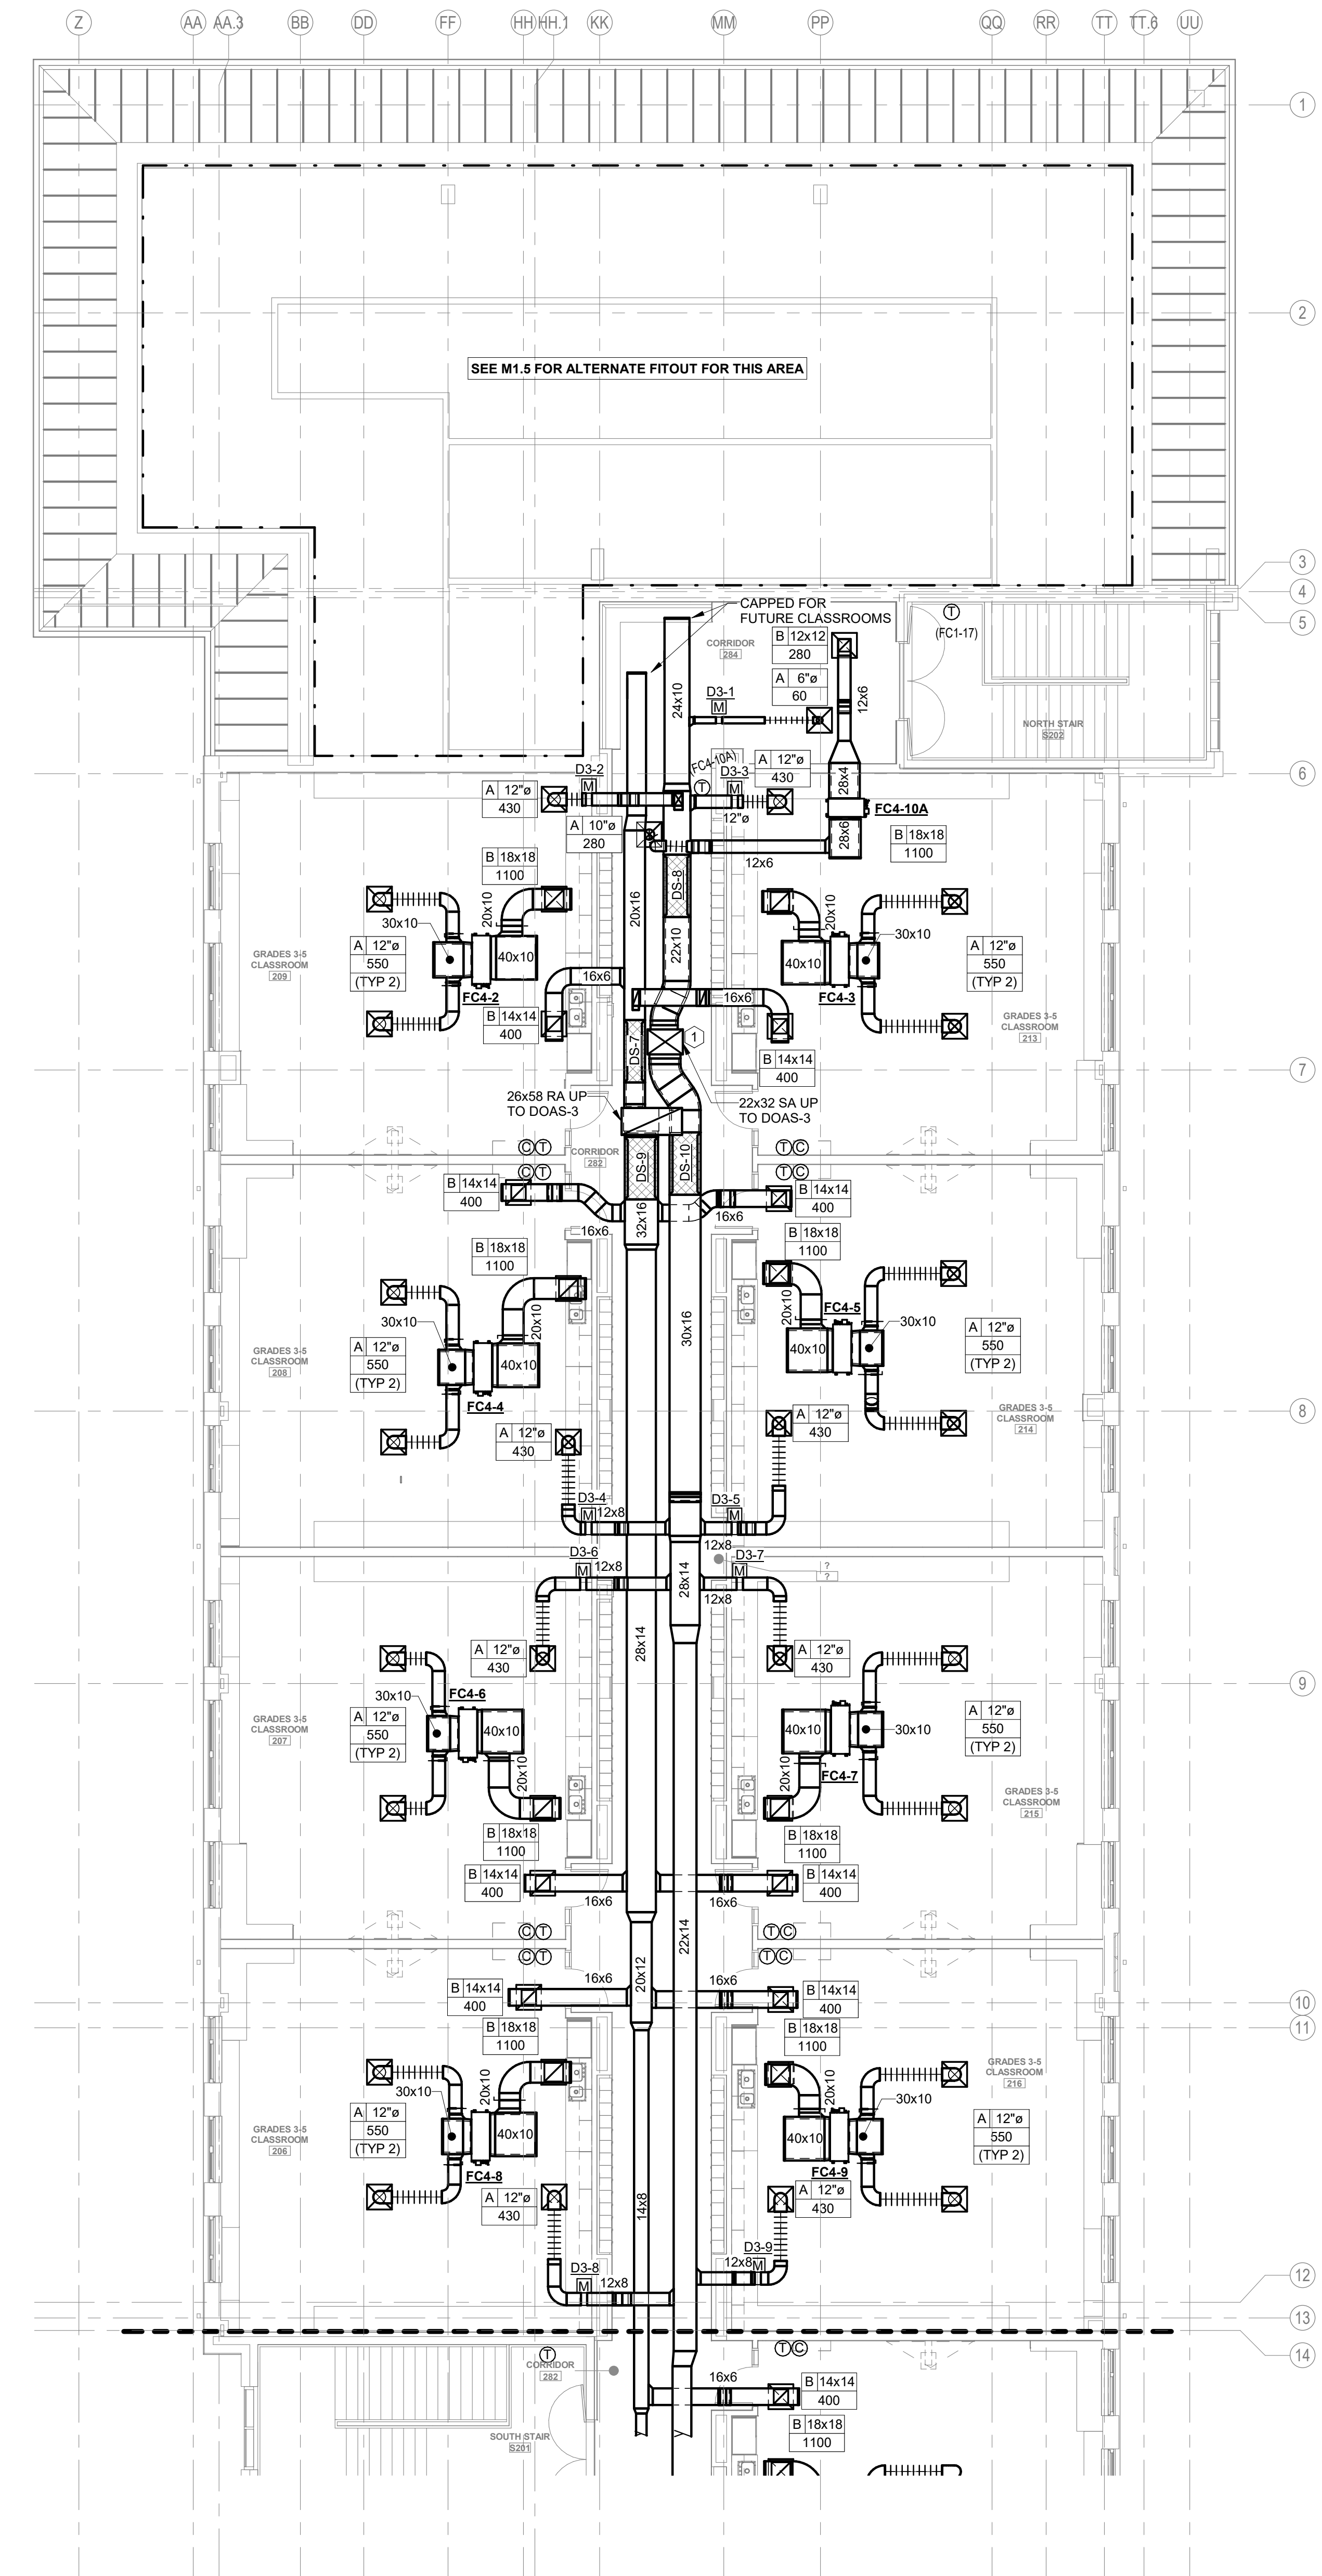 Z AA AA.3 BB DD FF HH HH.1 KK MM PP QQ RR TT TT.6 UU
1
2
SEE M1.5 FOR ALTERNATE FITOUT FOR THIS AREA
3
4
5
CAPPED FOR
FUTURE CLASSROOMS
CORRIDOR
284
B 12x12
280
T
(FC1-17)
A 6"ø
60
24x10
12x6
D3-1
M
NORTH STAIR
S202
6
(FC4-10A)
T
D3-2
M
D3-3
M
A 12"ø
430
28x4
A 12"ø
430
12"ø
FC4-10A
A 10"ø
280
28x6
B 18x18
1100
12x6
B 18x18
1100
DS-8
20x16
20x10
20x10
30x10
30x10
GRADES 3-5
CLASSROOM
209
A 12"ø
550
(TYP 2)
40x10
22x10
40x10
A 12"ø
550
(TYP 2)
16x6
16x6
FC4-2
FC4-3
B 14x14
400
GRADES 3-5
CLASSROOM
213
1
DS-7
B 14x14
400
7
26x58 RA UP
TO DOAS-3
22x32 SA UP
TO DOAS-3
C T
T C
CORRIDOR
282
DS-9
DS-10
C T
T C
B 14x14
400
B 14x14
400
16x6
32x16
16x6
B 18x18
1100
B 18x18
1100
20x10
20x10
FC4-5
30x10
30x10
30x16
GRADES 3-5
CLASSROOM
208
A 12"ø
550
(TYP 2)
40x10
40x10
A 12"ø
550
(TYP 2)
FC4-4
A 12"ø
430
A 12"ø
430
GRADES 3-5
CLASSROOM
214
8
D3-4
M
12x8
D3-5
M
12x8
D3-6
M
12x8
D3-7
M
?
?
28x14
12x8
28x14
A 12"ø
430
A 12"ø
430
9
FC4-6
30x10
GRADES 3-5
CLASSROOM
207
A 12"ø
550
(TYP 2)
40x10
40x10
30x10
A 12"ø
550
(TYP 2)
20x10
20x10
FC4-7
GRADES 3-5
CLASSROOM
215
B 18x18
1100
B 18x18
1100
B 14x14
400
B 14x14
400
16x6
16x6
C T
T C
22x14
C T
T C
20x12
16x6
16x6
B 14x14
400
B 14x14
400
10
11
B 18x18
1100
B 18x18
1100
GRADES 3-5
CLASSROOM
216
20x10
20x10
30x10
30x10
GRADES 3-5
CLASSROOM
206
A 12"ø
550
(TYP 2)
40x10
40x10
A 12"ø
550
(TYP 2)
FC4-8
FC4-9
A 12"ø
430
14x8
A 12"ø
430
D3-9
12x8
M
D3-8
M
12x8
12
13
14
T
T C
CORRIDOR
282
16x6
B 14x14
400
SOUTH STAIR
S201
B 18x18
1100